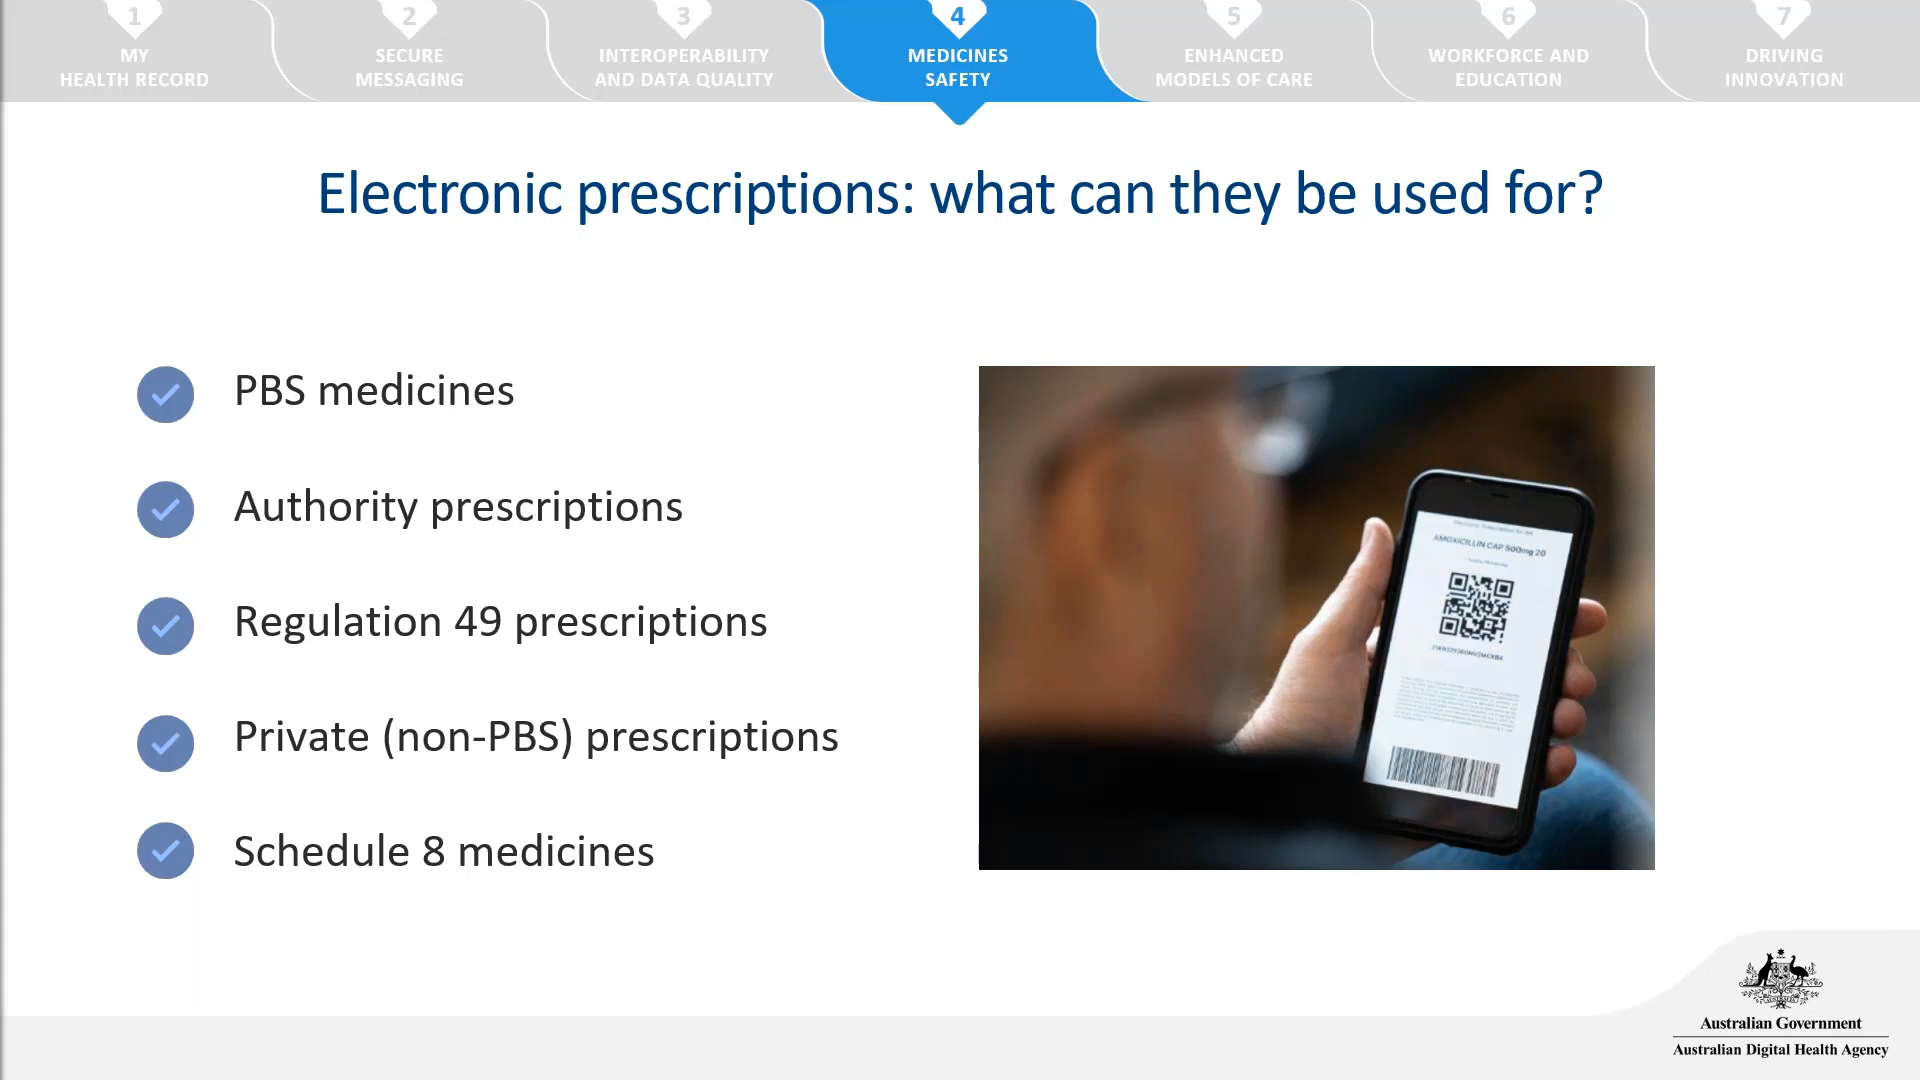 1
MY
HEALTH RECORD
2
SECURE
MESSAGING
3
INTEROPERABILITY
AND DATA QUALITY
4
MEDICINES
SAFETY
5
ENHANCED
MODELS OF CARE
6
WORKFORCE AND
EDUCATION
7
DRIVING
INNOVATION
Electronic prescriptions: what can they be used for?
PBS medicines
Authority prescriptions
Regulation 49 prescriptions
Private (non-PBS) prescriptions
Schedule 8 medicines
AMOXICILLIN CAP 500mg 20
Australian Government
Australian Digital Health Agency